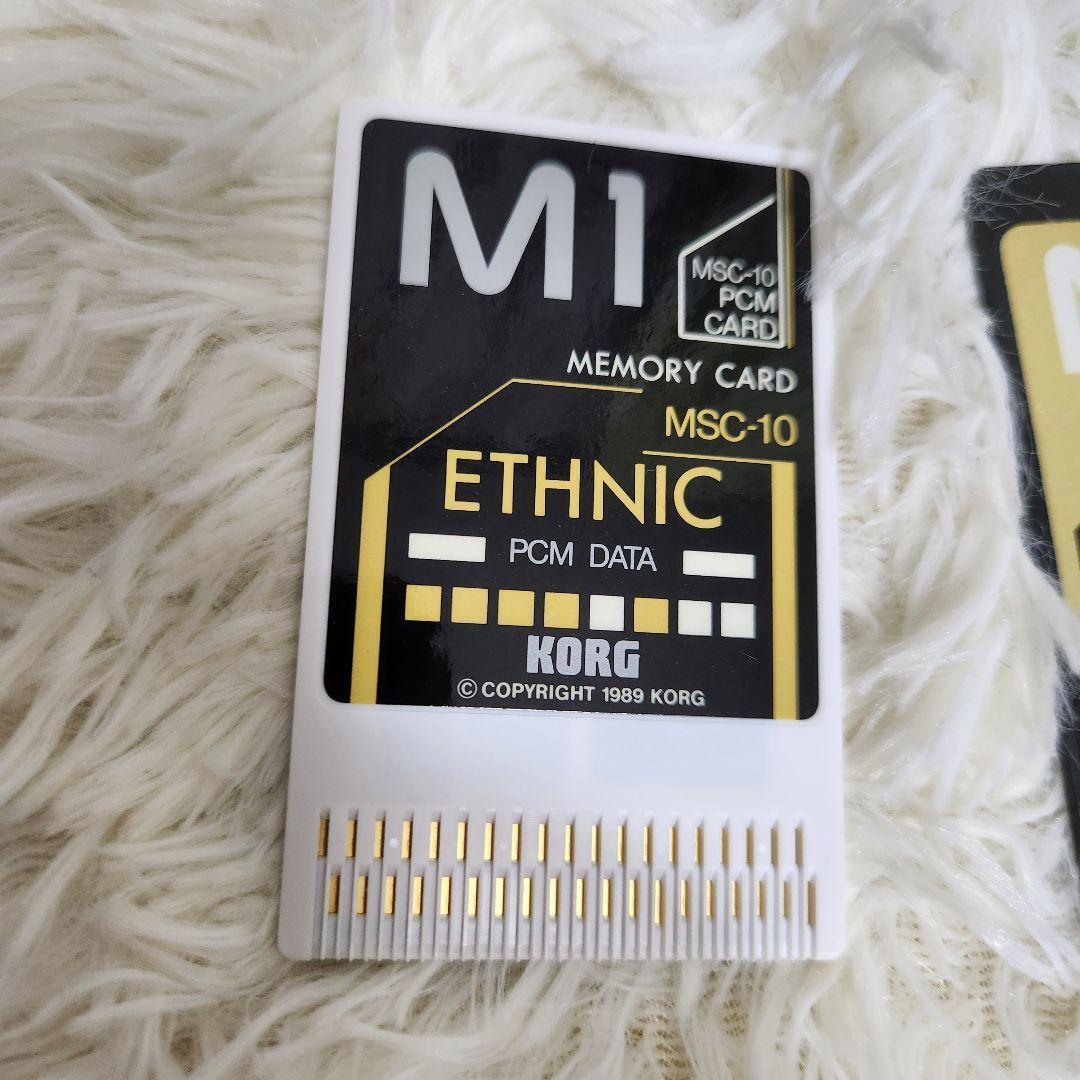 M1
MSC-10
PCM
CARD
MEMORY CARD
MSC-10
ETHNIC
PCM DATA
KORG
© COPYRIGHT 1989 KORG